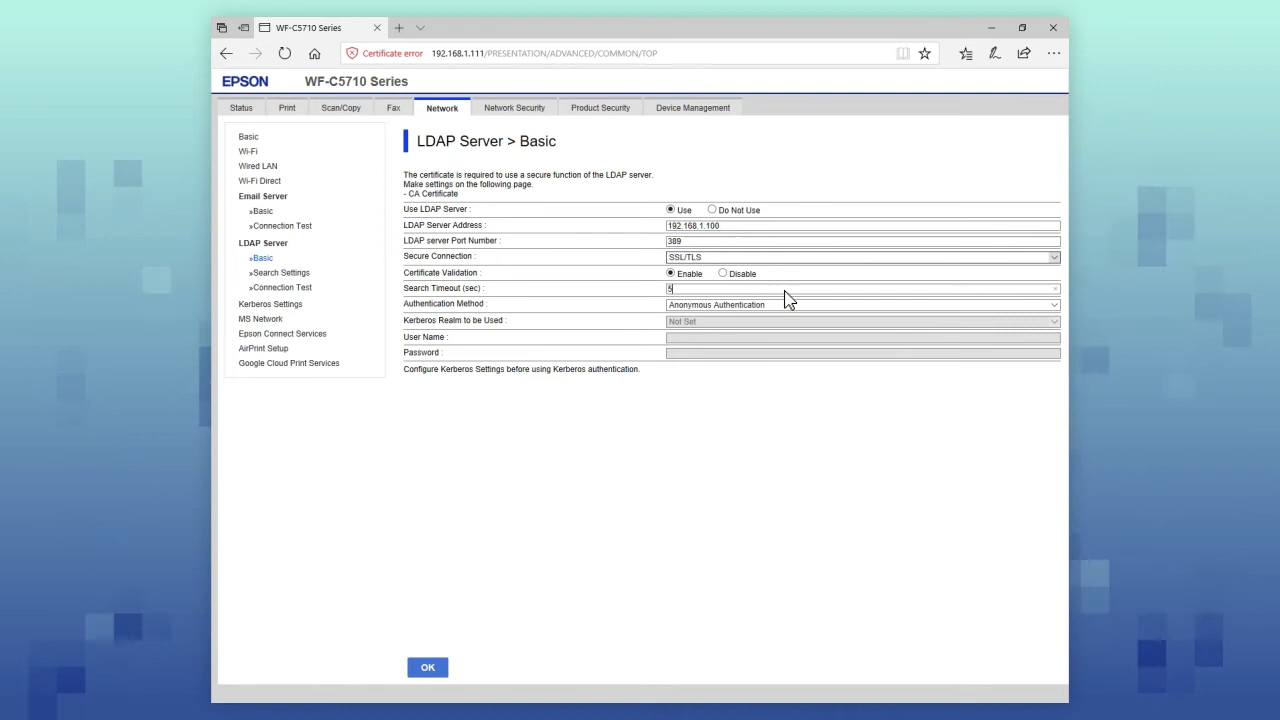 WF-C5710 Series
Certificate error 192.168.1.111/PRESENTATION/ADVANCED/COMMON/TOP
EPSON WF-C5710 Series
Status Print Scan/Copy Fax Network Network Security Product Security Device Management
Basic
Wi-Fi
Wired LAN
Wi-Fi Direct
Email Server
»Basic
»Connection Test
LDAP Server
»Basic
»Search Settings
»Connection Test
Kerberos Settings
MS Network
Epson Connect Services
AirPrint Setup
Google Cloud Print Services
LDAP Server > Basic
The certificate is required to use a secure function of the LDAP server.
Make settings on the following page.
- CA Certificate
Use LDAP Server : Use Do Not Use
LDAP Server Address : 192.168.1.100
LDAP server Port Number : 389
Secure Connection : SSL/TLS
Certificate Validation : Enable Disable
Search Timeout (sec) : 5
Authentication Method : Anonymous Authentication
Kerberos Realm to be Used : Not Set
User Name :
Password :
Configure Kerberos Settings before using Kerberos authentication.
OK